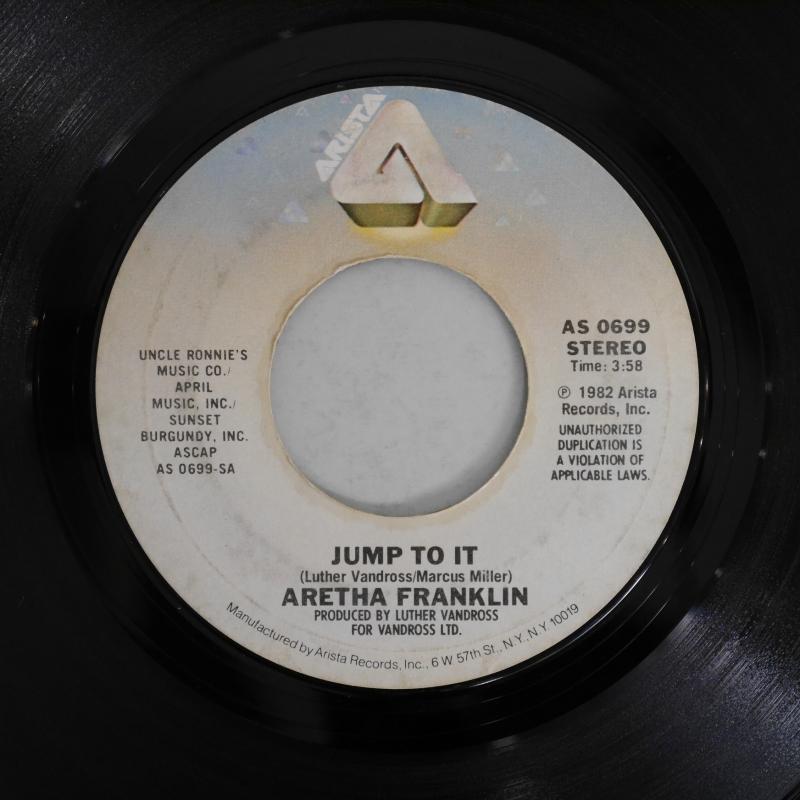 ARISTA
UNCLE RONNIE'S
MUSIC CO./
APRIL
MUSIC, INC./
SUNSET
BURGUNDY, INC.
ASCAP
AS 0699-SA
AS 0699
STEREO
Time: 3:58
℗ 1982 Arista
Records, Inc.
UNAUTHORIZED
DUPLICATION IS
A VIOLATION OF
APPLICABLE LAWS.
JUMP TO IT
(Luther Vandross/Marcus Miller)
ARETHA FRANKLIN
PRODUCED BY LUTHER VANDROSS
FOR VANDROSS LTD.
Manufactured by Arista Records, Inc., 6 W 57th St., N.Y., N.Y. 10019